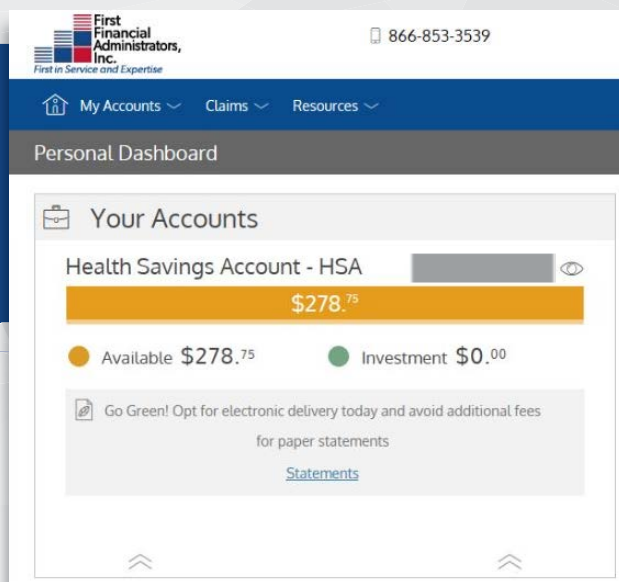 First
Financial
Administrators,
Inc.
First in Service and Expertise
866-853-3539
My Accounts Claims Resources
Personal Dashboard
Your Accounts
Health Savings Account - HSA
$278.75
Available $278.75 Investment $0.00
Go Green! Opt for electronic delivery today and avoid additional fees
for paper statements
Statements